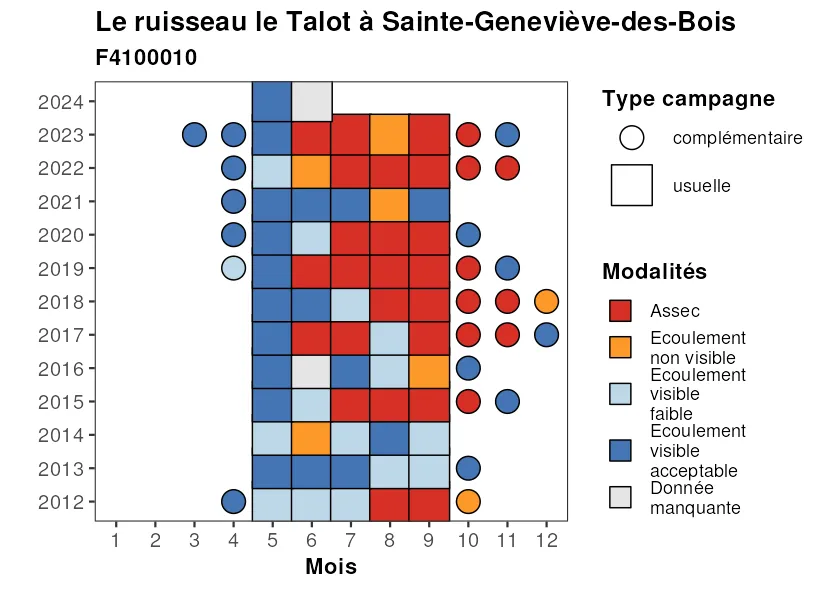 Le ruisseau le Talot à Sainte-Geneviève-des-Bois
F4100010
2024
2023
2022
2021
2020
2019
2018
2017
2016
2015
2014
2013
2012
1 2 3 4 5 6 7 8 9 10 11 12
Mois
Type campagne
complémentaire
usuelle
Modalités
Assec
Ecoulement
non visible
Ecoulement
visible
faible
Ecoulement
visible
acceptable
Donnée
manquante